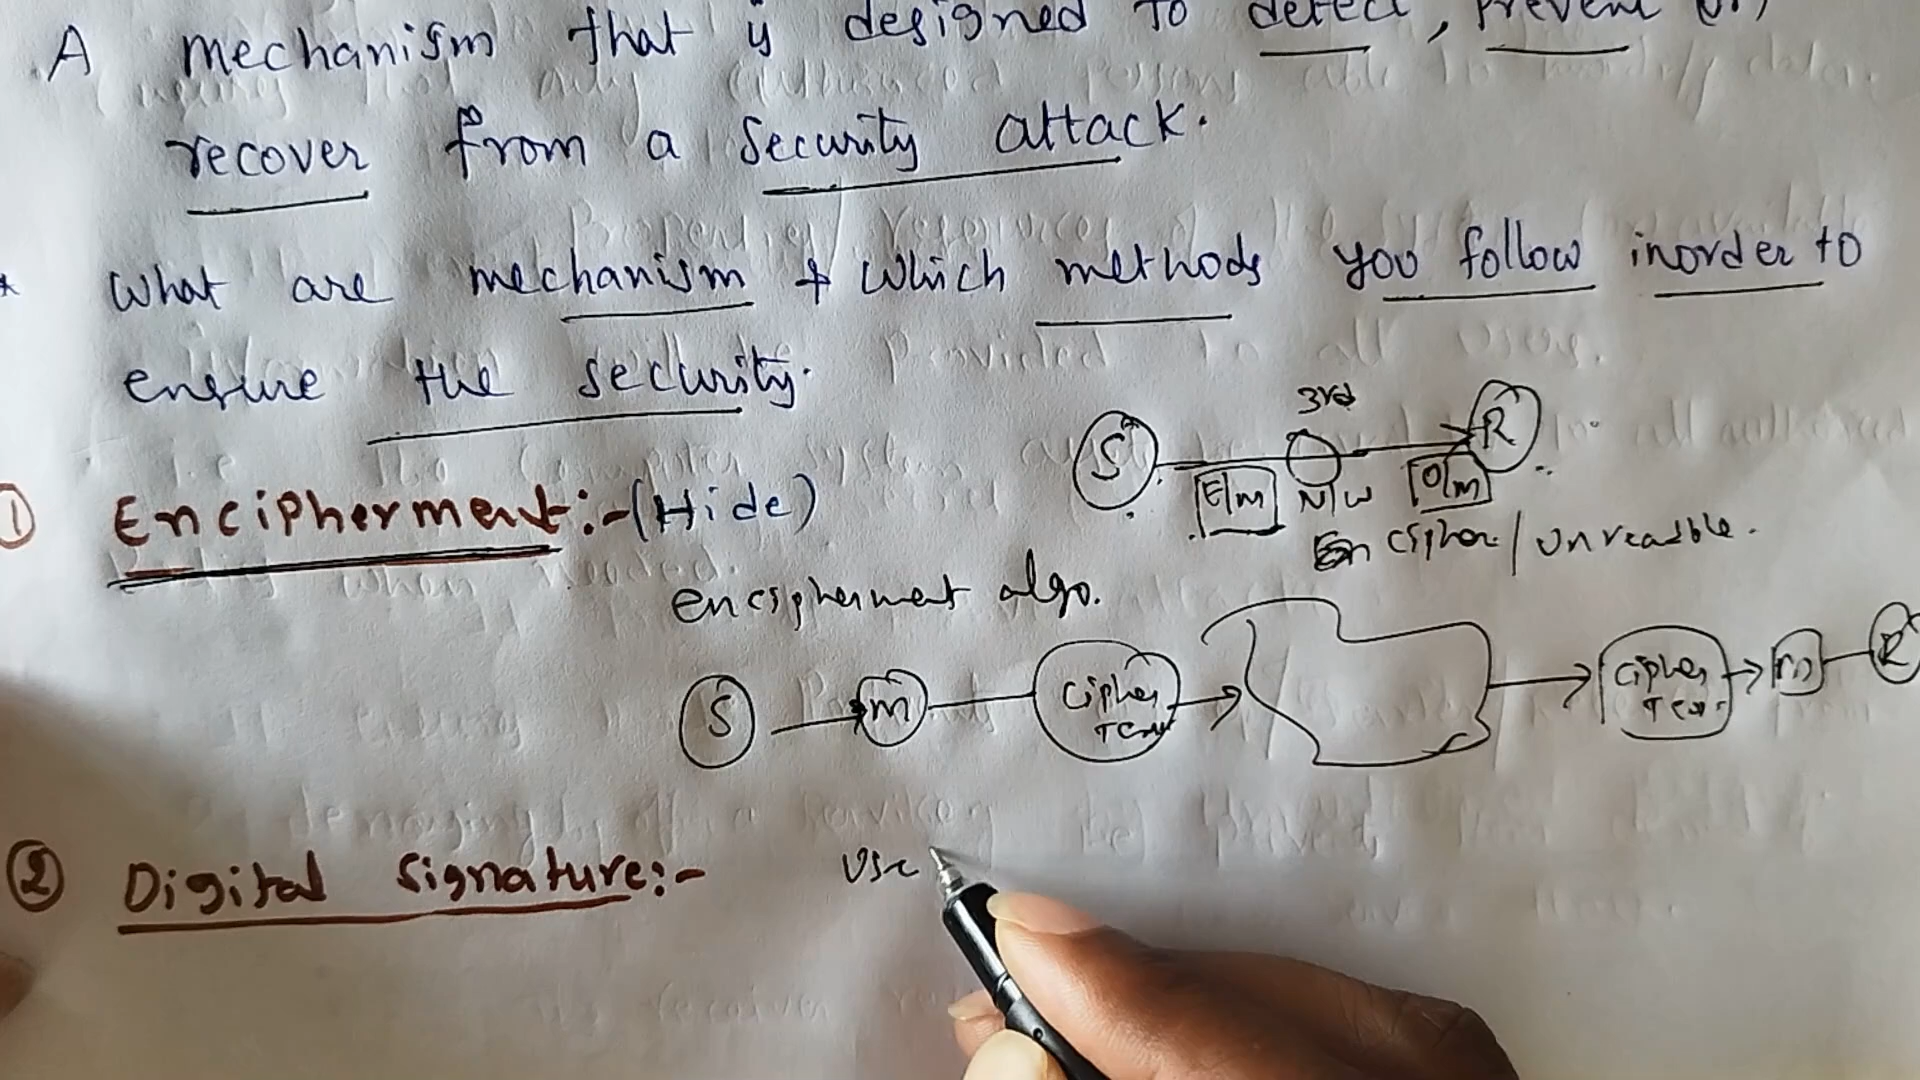 A mechanism that is designed to detect, prevent (or)
recover from a security attack.
* What are mechanism & which methods you follow inorder to
ensure the security.
3rd
S R
E/m N/W O/m
① Encipherment:-(Hide)
Encipher/unreadble.
encipherment algo.
S m Cipher Text Cipher Text m R
② Digital Signature:- use